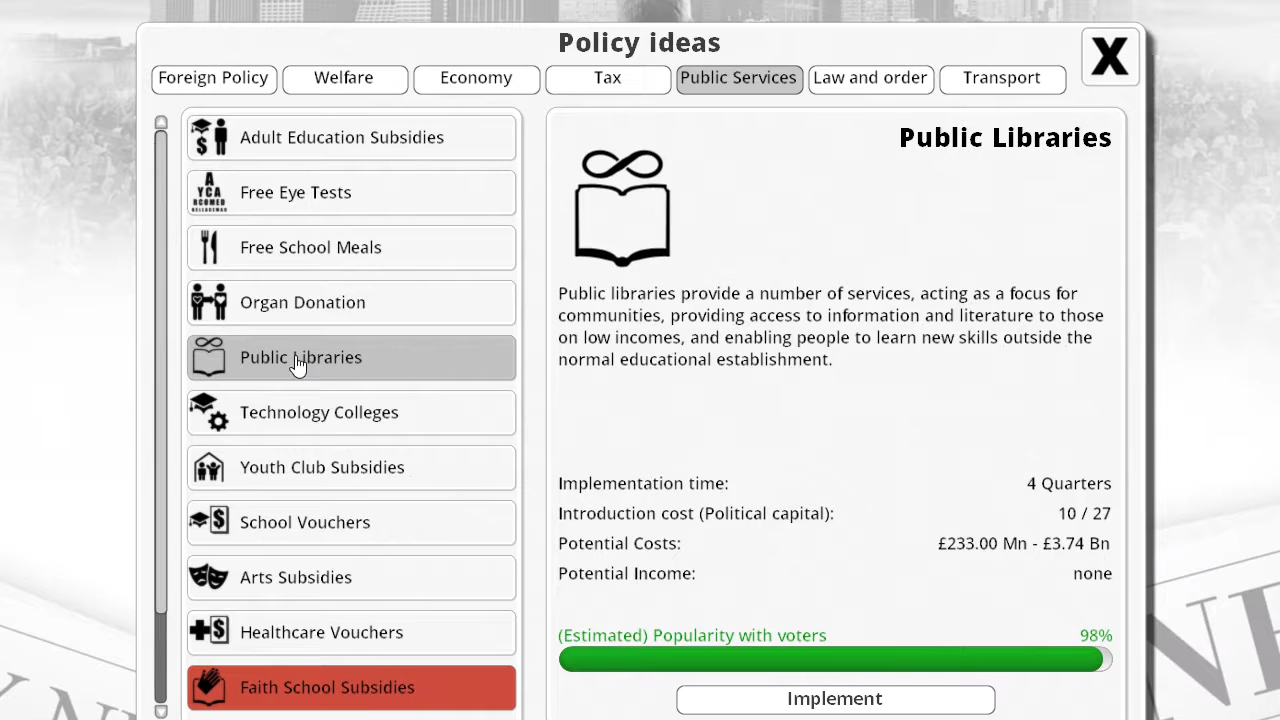 Policy ideas
X
Foreign Policy
Welfare
Economy
Tax
Public Services
Law and order
Transport
Adult Education Subsidies
Free Eye Tests
Free School Meals
Organ Donation
Public Libraries
Technology Colleges
Youth Club Subsidies
School Vouchers
Arts Subsidies
Healthcare Vouchers
Faith School Subsidies
Public Libraries
Public libraries provide a number of services, acting as a focus for
communities, providing access to information and literature to those
on low incomes, and enabling people to learn new skills outside the
normal educational establishment.
Implementation time: 4 Quarters
Introduction cost (Political capital): 10 / 27
Potential Costs: £233.00 Mn - £3.74 Bn
Potential Income: none
(Estimated) Popularity with voters 98%
Implement